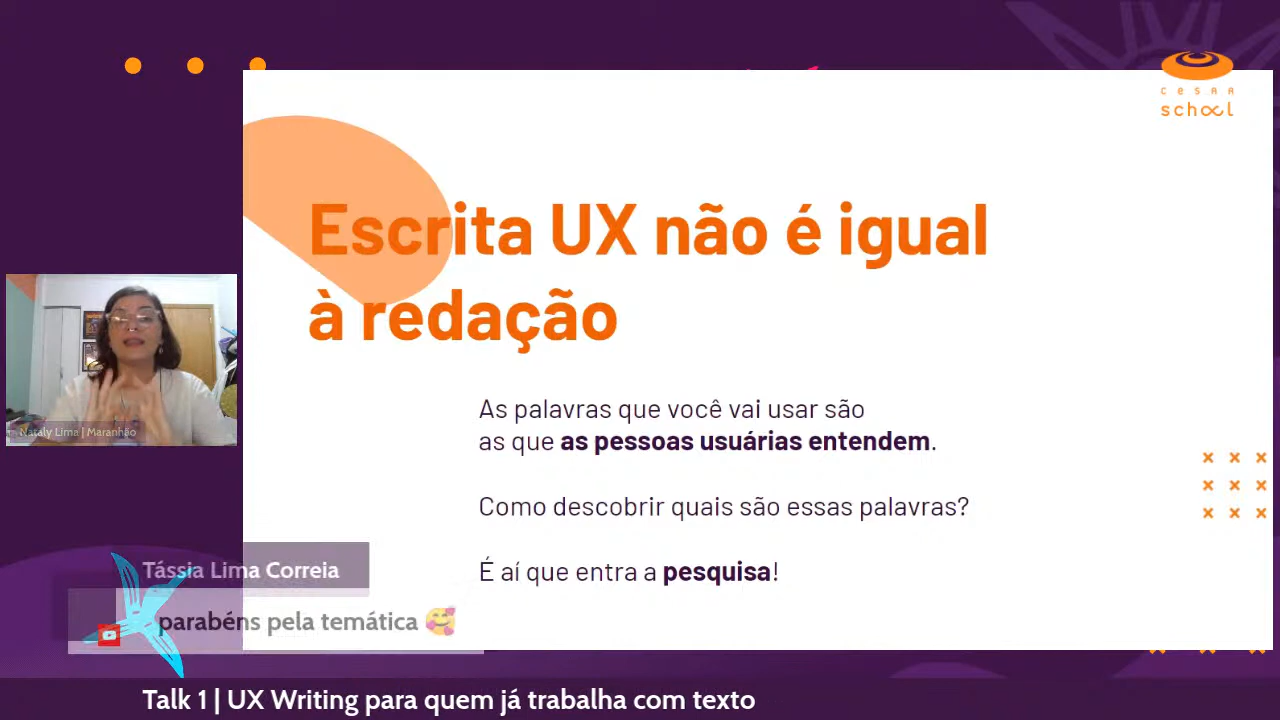 cesar
school
Escrita UX não é igual
à redação
As palavras que você vai usar são
as que as pessoas usuárias entendem.
Como descobrir quais são essas palavras?
É aí que entra a pesquisa!
Nataly Lima | Maranhão
Tássia Lima Correia
parabéns pela temática 🥰
Talk 1 | UX Writing para quem já trabalha com texto